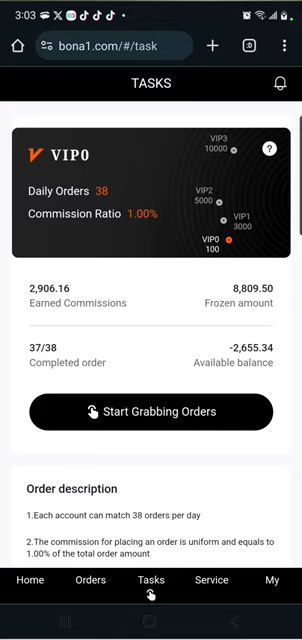 3:03
bona1.com/#/task
TASKS
VIP0
VIP3
10000
?
Daily Orders 38
VIP2
5000
Commission Ratio 1.00%
VIP1
3000
VIP0
100
2,906.16
8,809.50
Earned Commissions
Frozen amount
37/38
-2,655.34
Completed order
Available balance
Start Grabbing Orders
Order description
1.Each account can match 38 orders per day
2.The commission for placing an order is uniform and equals to
1.00% of the total order amount
Home
Orders
Tasks
Service
My